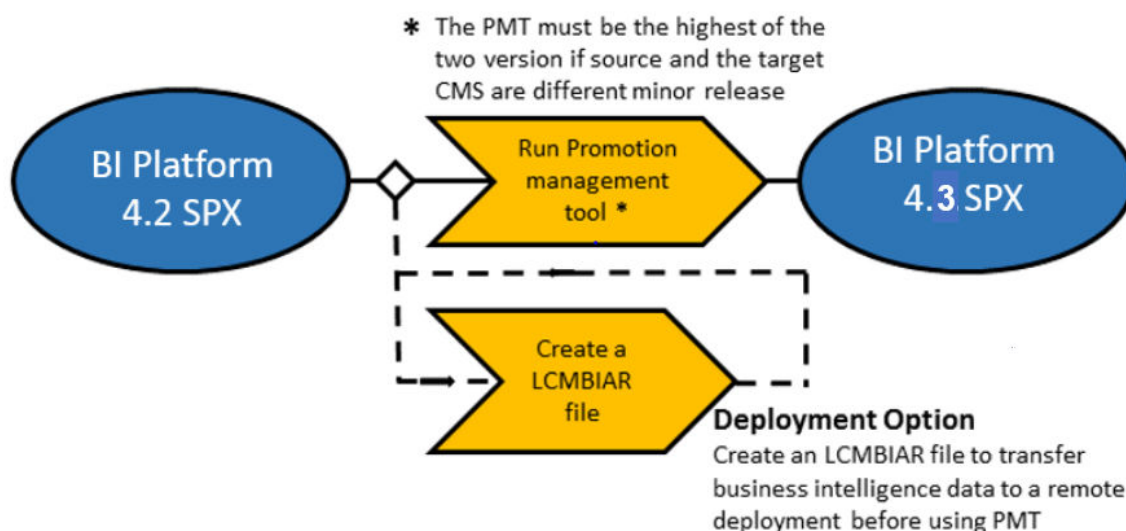 * The PMT must be the highest of the
two version if source and the target
CMS are different minor release
BI Platform
4.2 SPX
Run Promotion
management
tool *
BI Platform
4.3 SPX
Create a
LCMBIAR
file
Deployment Option
Create an LCMBIAR file to transfer
business intelligence data to a remote
deployment before using PMT